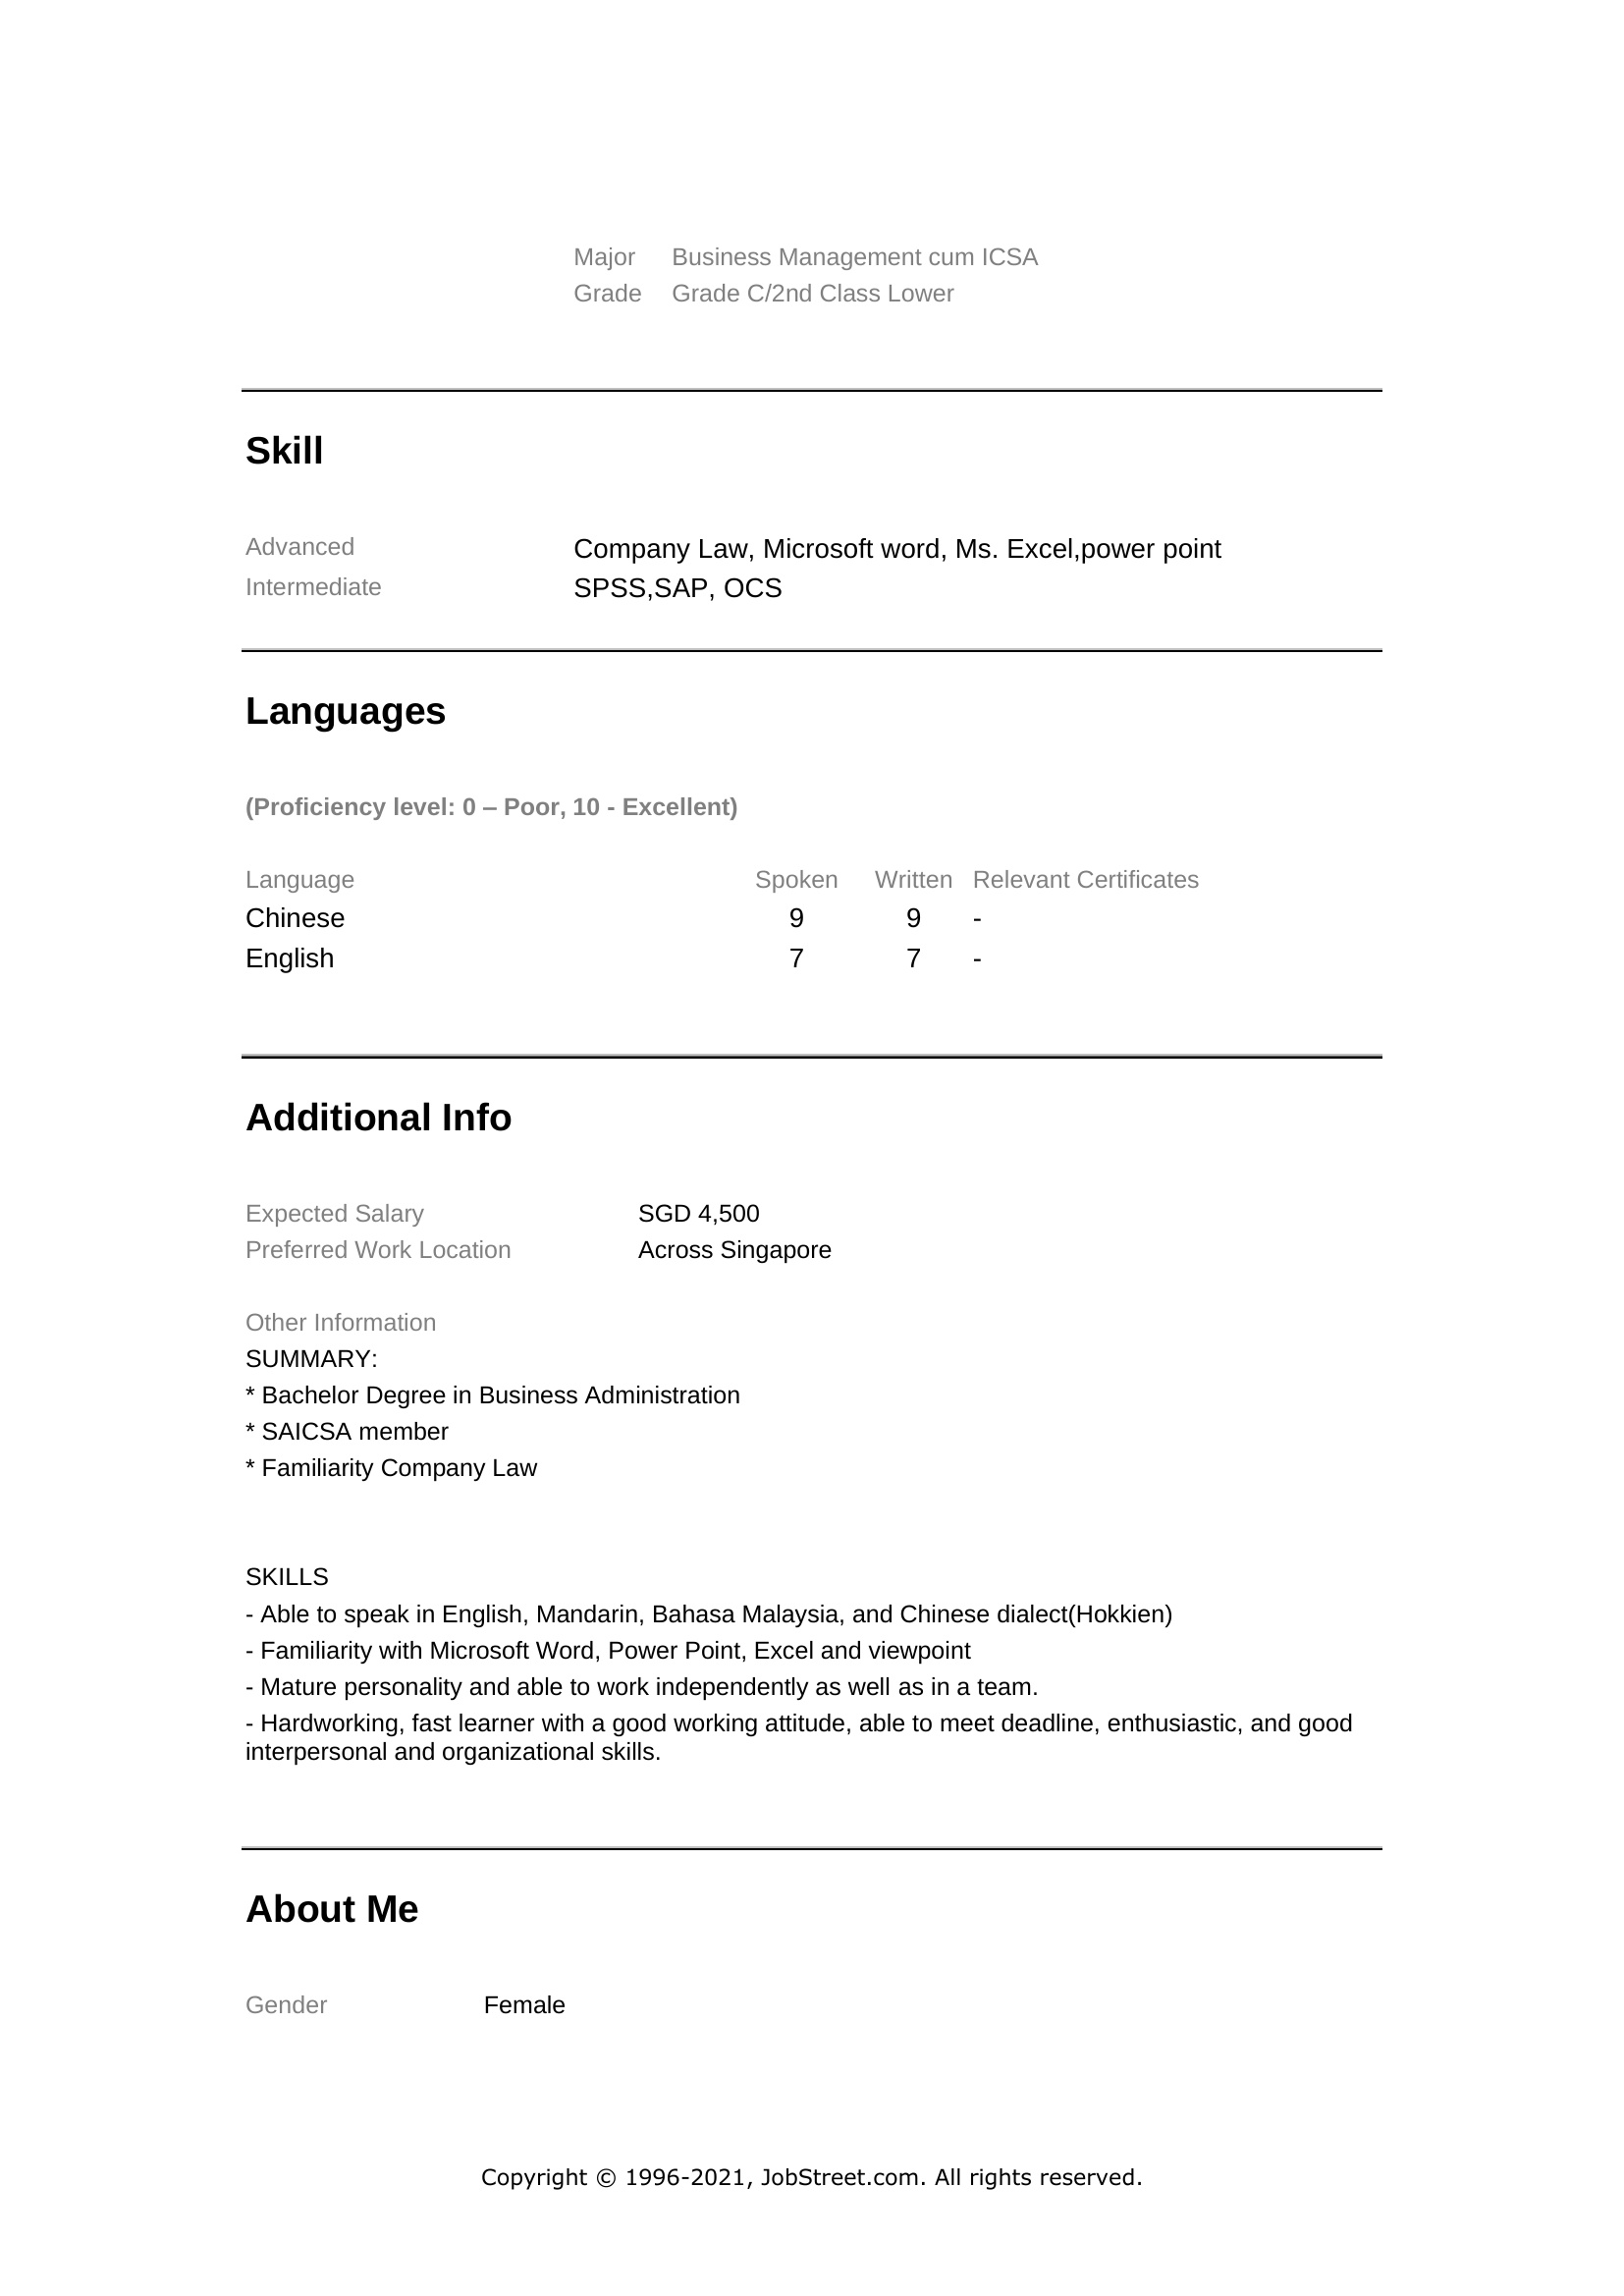 Major Business Management cum ICSA
Grade Grade C/2nd Class Lower
Skill
Advanced Company Law, Microsoft word, Ms. Excel,power point
Intermediate SPSS,SAP, OCS
Languages
(Proficiency level: 0 – Poor, 10 - Excellent)
Language Spoken Written Relevant Certificates
Chinese 9 9 -
English 7 7 -
Additional Info
Expected Salary SGD 4,500
Preferred Work Location Across Singapore
Other Information
SUMMARY:
* Bachelor Degree in Business Administration
* SAICSA member
* Familiarity Company Law
SKILLS
- Able to speak in English, Mandarin, Bahasa Malaysia, and Chinese dialect(Hokkien)
- Familiarity with Microsoft Word, Power Point, Excel and viewpoint
- Mature personality and able to work independently as well as in a team.
- Hardworking, fast learner with a good working attitude, able to meet deadline, enthusiastic, and good
interpersonal and organizational skills.
About Me
Gender Female
Copyright © 1996-2021, JobStreet.com. All rights reserved.